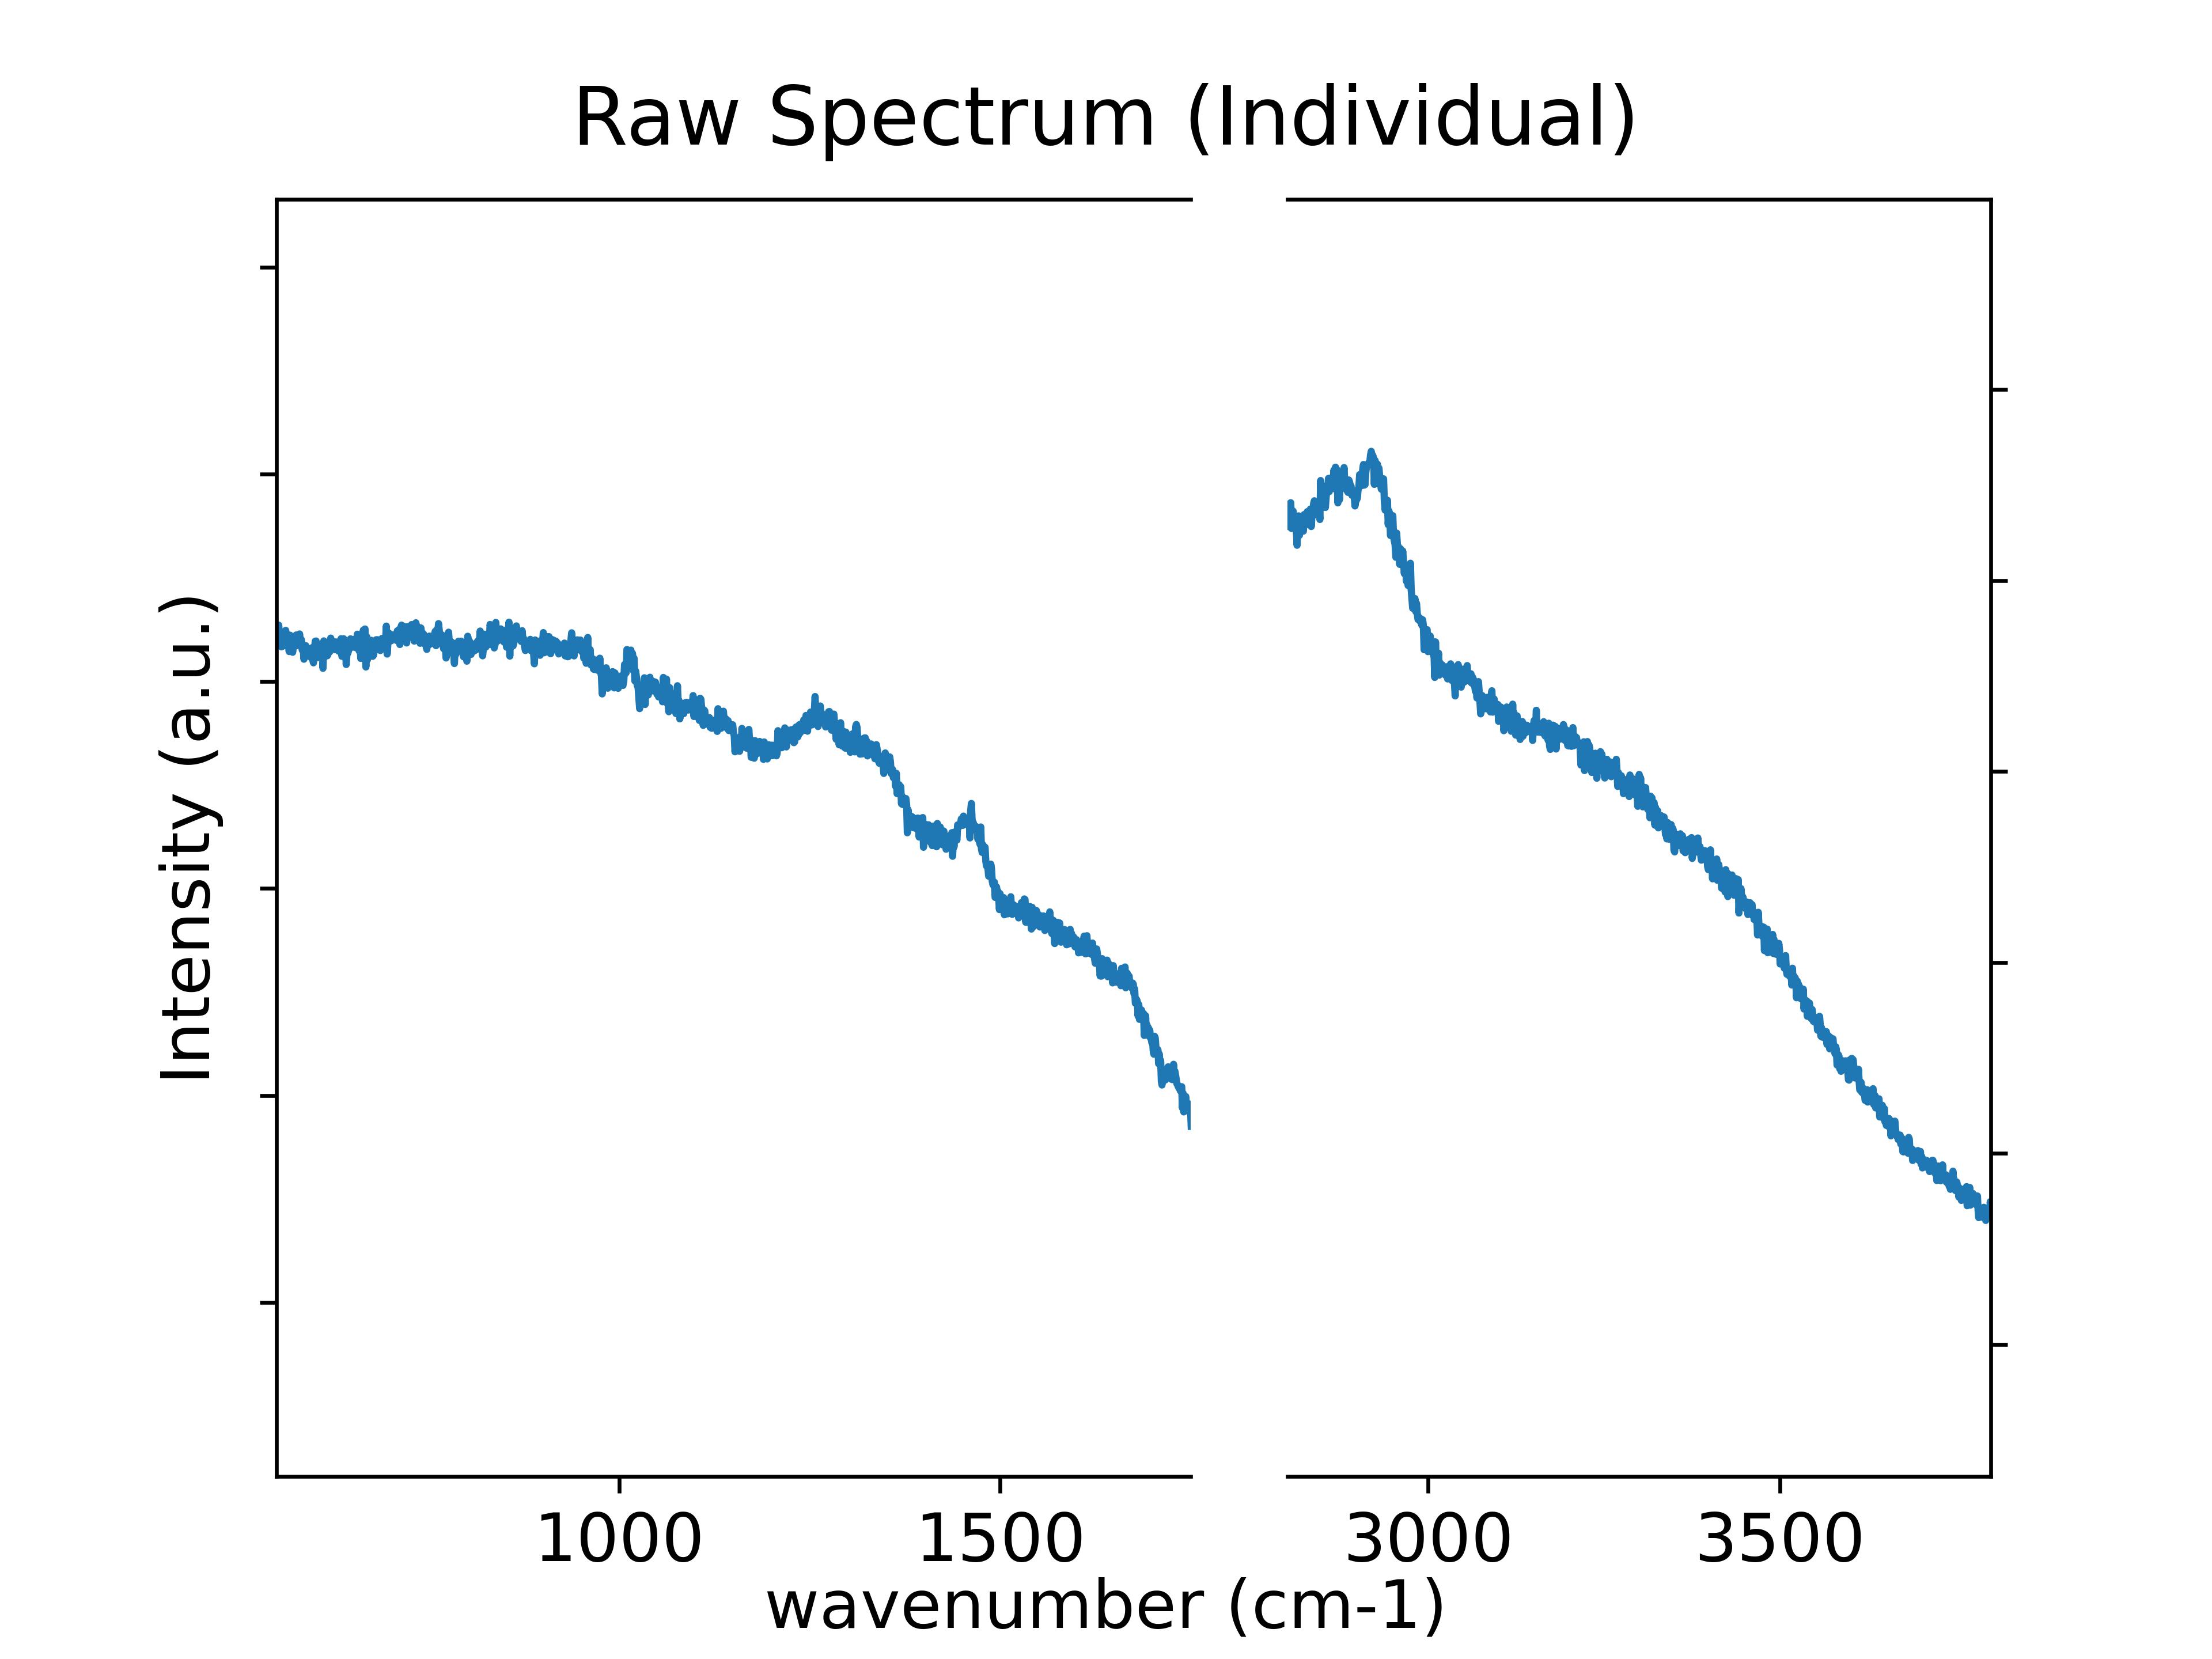 Raw Spectrum (Individual)
Intensity (a.u.)
1000 1500 3000 3500
wavenumber (cm-1)